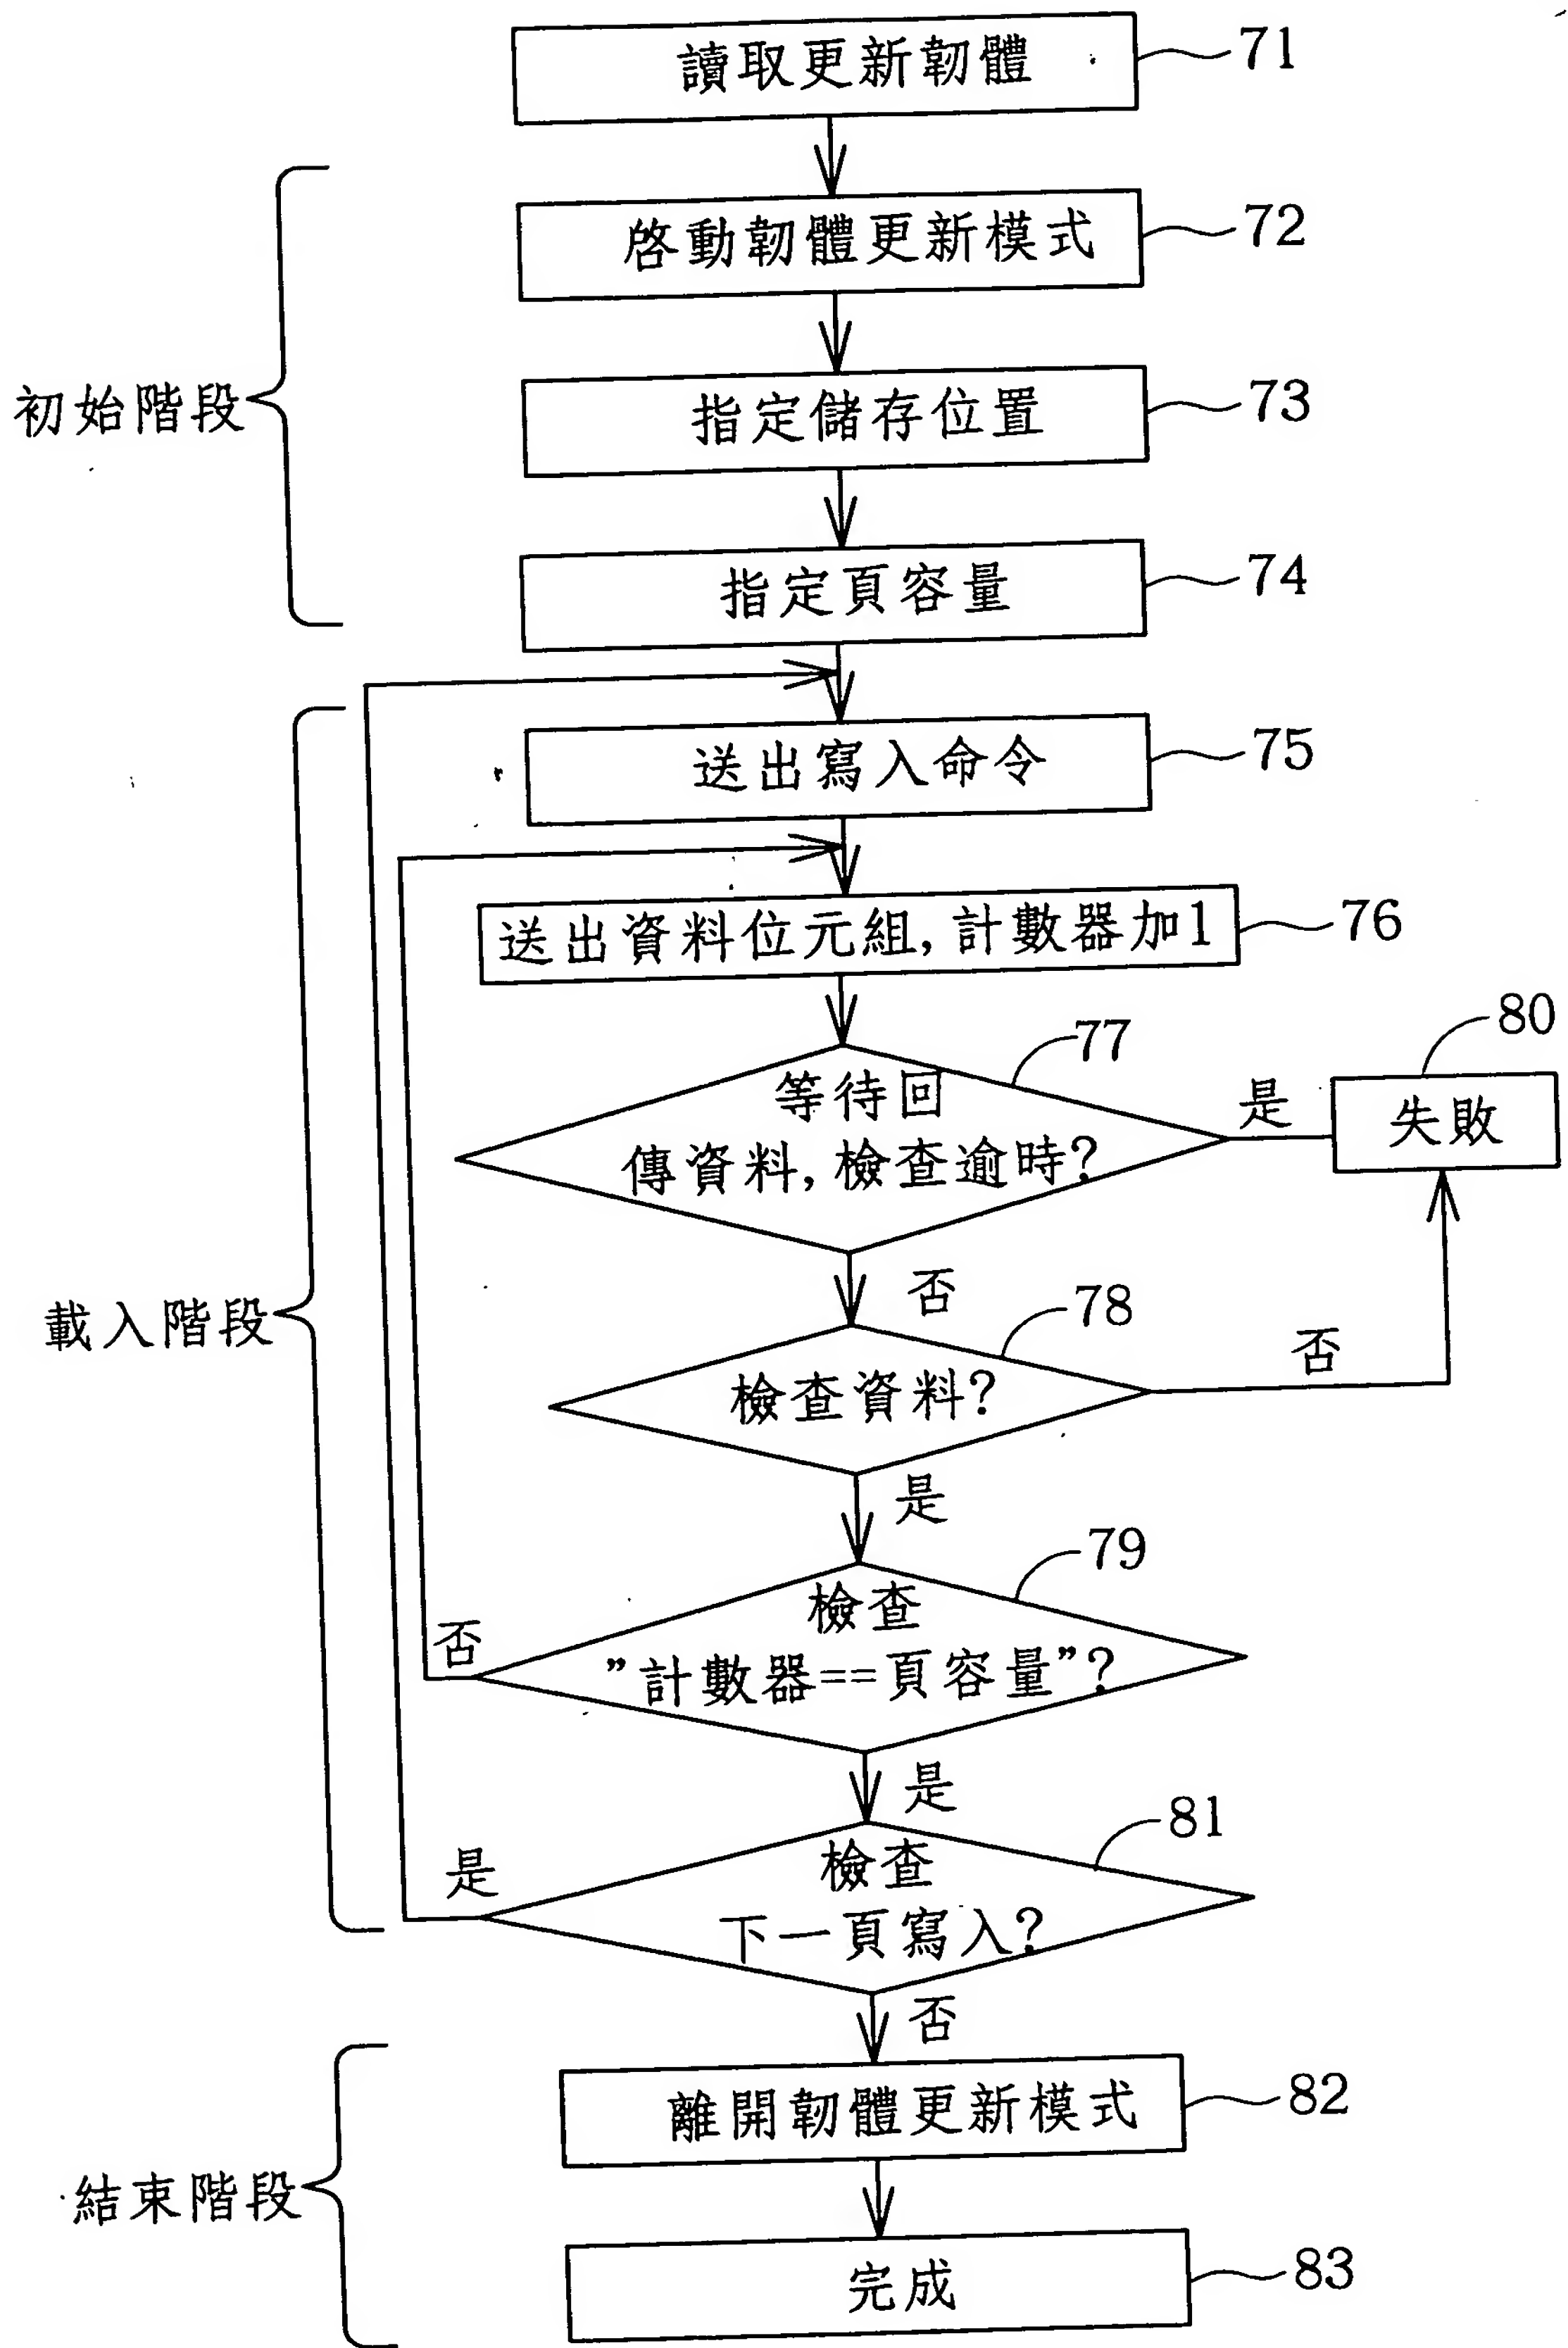 讀取更新韌體
71
啓動韌體更新模式
72
初始階段
指定儲存位置
73
指定頁容量
74
送出寫入命令
75
送出資料位元組,計數器加1
76
77
80
等待回
傳資料,檢查逾時?
是
失敗
否
78
載入階段
檢查資料?
否
是
79
檢查
"計數器==頁容量"?
否
是
81
檢查
下一頁寫入?
是
否
離開韌體更新模式
82
結束階段
完成
83